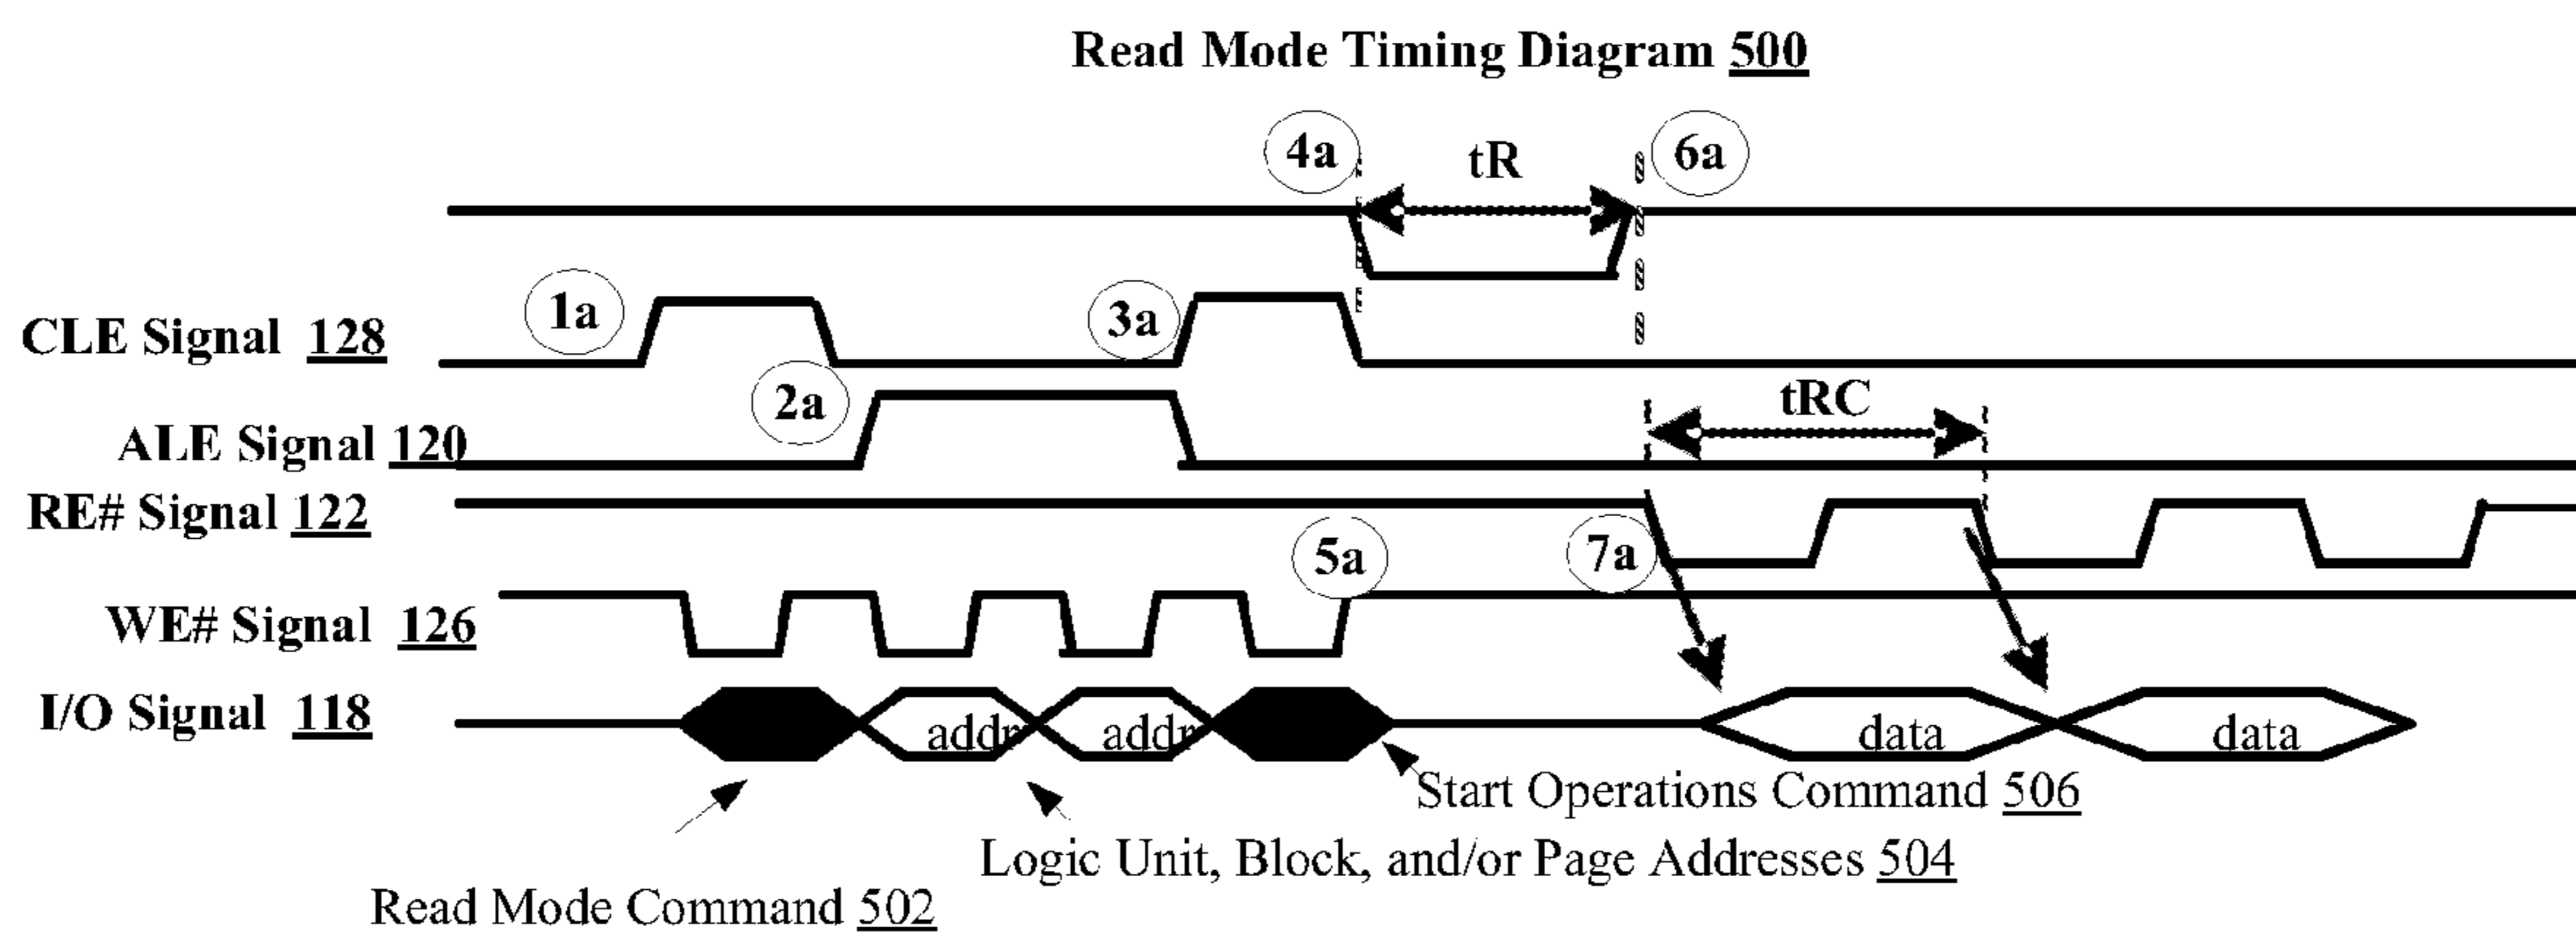 Read Mode Timing Diagram 500
4a tR 6a
1a 3a
CLE Signal 128
2a tRC
ALE Signal 120
RE# Signal 122
5a 7a
WE# Signal 126
I/O Signal 118 addr addr data data
Start Operations Command 506
Logic Unit, Block, and/or Page Addresses 504
Read Mode Command 502